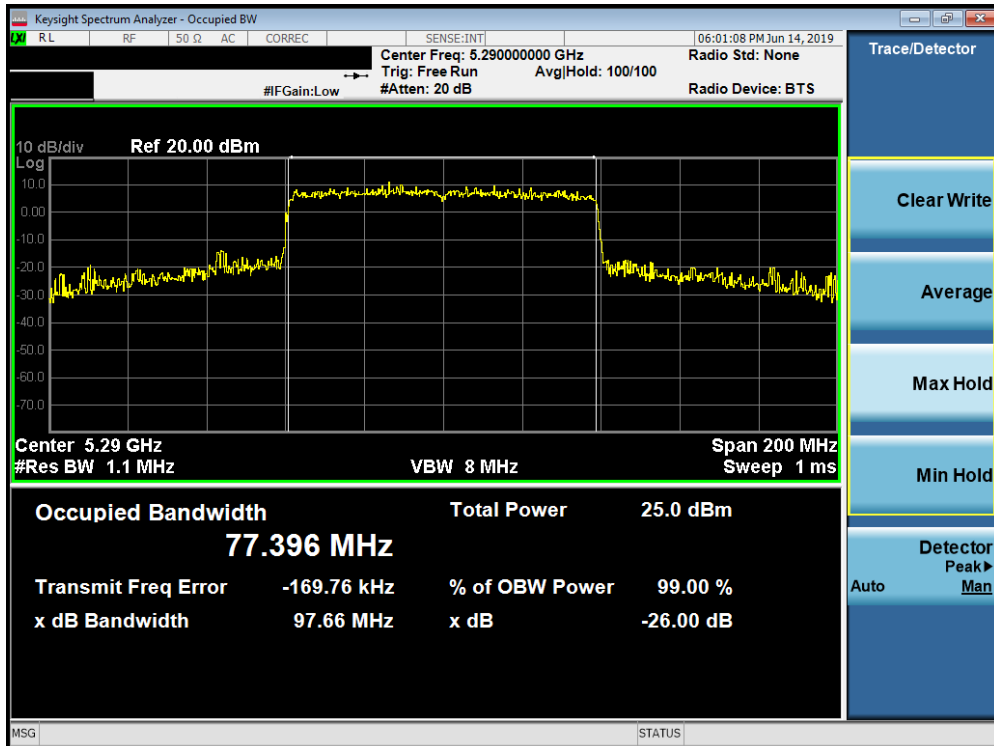 Keysight Spectrum Analyzer - Occupied BW
LXI RL RF 50 Ω AC CORREC SENSE:INT 06:01:08 PM Jun 14, 2019
Center Freq: 5.290000000 GHz Radio Std: None
Trig: Free Run Avg|Hold: 100/100
#IFGain:Low #Atten: 20 dB Radio Device: BTS
10 dB/div Ref 20.00 dBm
Log
10.0
0.00
-10.0
-20.0
-30.0
-40.0
-50.0
-60.0
-70.0
Center 5.29 GHz Span 200 MHz
#Res BW 1.1 MHz VBW 8 MHz Sweep 1 ms
Occupied Bandwidth Total Power 25.0 dBm
77.396 MHz
Transmit Freq Error -169.76 kHz % of OBW Power 99.00 %
x dB Bandwidth 97.66 MHz x dB -26.00 dB
Trace/Detector
Clear Write
Average
Max Hold
Min Hold
Detector
Peak▶
Auto Man
MSG STATUS